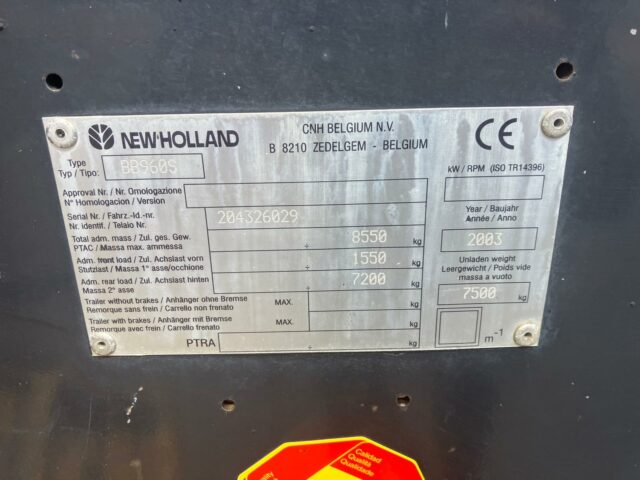 NEW HOLLAND
CNH BELGIUM N.V.
B 8210 ZEDELGEM - BELGIUM
CE
Type
Typ / Tipo:
BB960S
kW / RPM (ISO TR14396)
Approval Nr. / Nr. Omologazione
N° Homologacion / Version
Serial Nr. / Fahrz.-Id.-nr.
Nr. identif. / Telaio Nr.
204326029
Year / Baujahr
Année / Anno
2003
Total adm. mass / Zul. ges. Gew.
PTAC / Massa max. ammessa
÷ 8550 kg
Adm. front load / Zul. Achslast vorn
Stutzlast / Massa 1° asse/occhione
÷ 1550 kg
Adm. rear load / Zul. Achslast hinten
Massa 2° asse
÷ 7200 kg
Unladen weight
Leergewicht / Poids vide
massa a vuoto
7500 kg
Trailer without brakes / Anhänger ohne Bremse
Remorque sans frein / Carrello non frenato
MAX. kg
Trailer with brakes / Anhänger mit Bremse
Remorque avec frein / Carrello frenato
MAX. kg
PTRA ÷ kg
m -1
Calidad
Qualita
Qualität
Qualidade